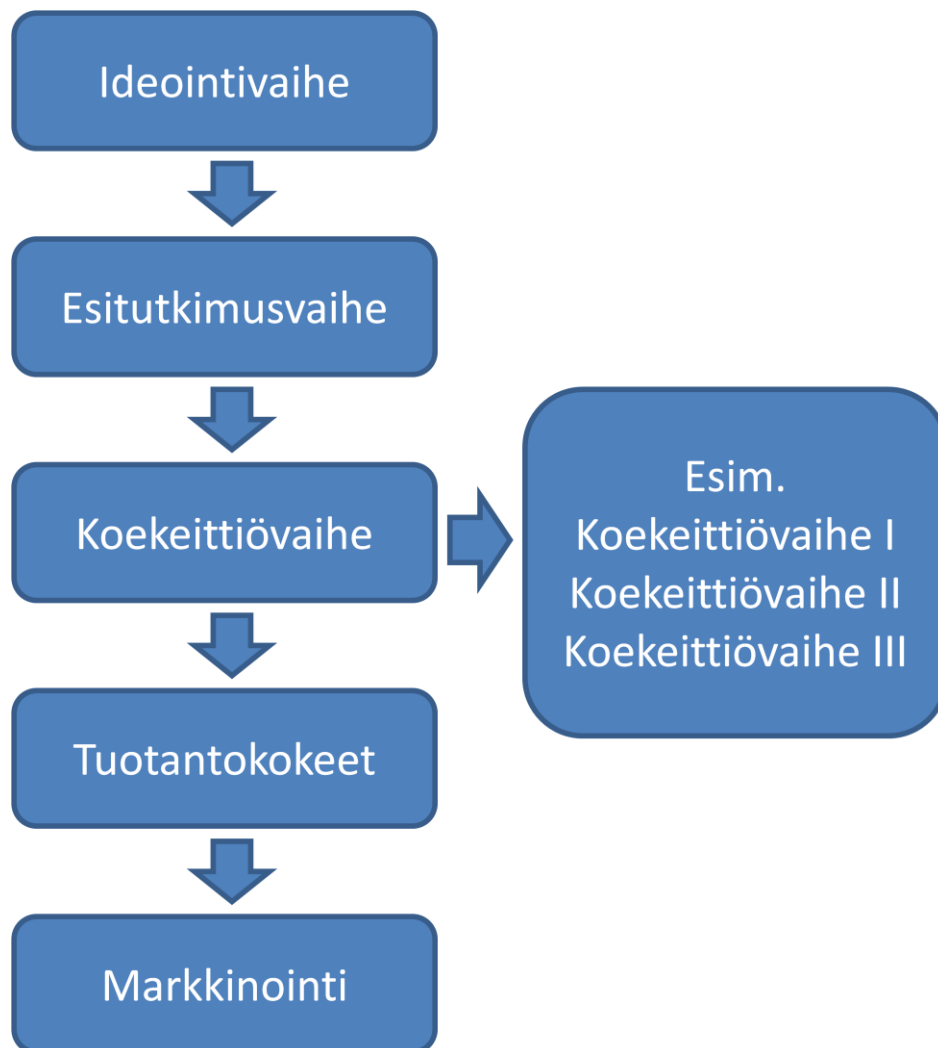 Ideointivaihe
Esitutkimusvaihe
Koekeittiövaihe
Esim.
Koekeittiövaihe I
Koekeittiövaihe II
Koekeittiövaihe III
Tuotantokokeet
Markkinointi